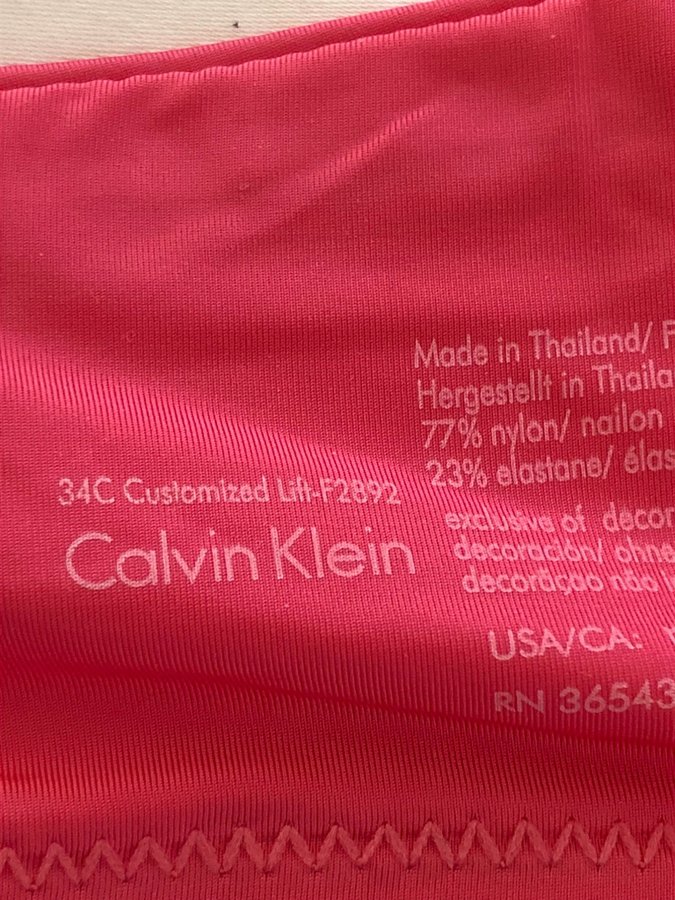 Made in Thailand/ F
Hergestellt in Thaila
77% nylon/ nailon
23% elastane/ élas
34C Customized Lift-F2892
Calvin Klein
exclusive of decor
decoración/ ohne
decoração não
USA/CA:
RN 36543